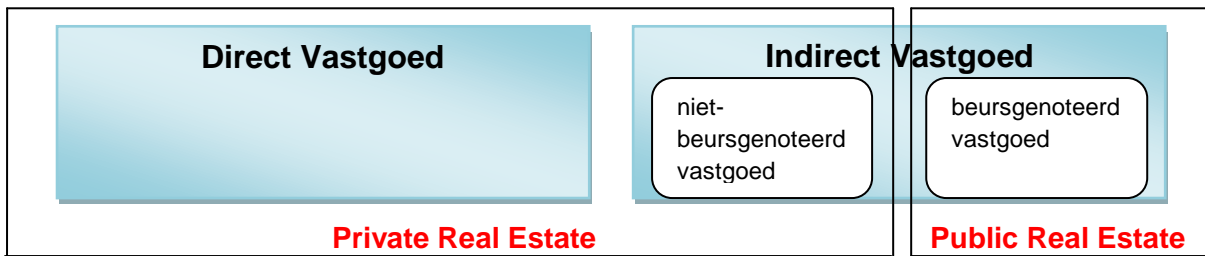 Direct Vastgoed
Indirect Vastgoed
niet-
beursgenoteerd
vastgoed
beursgenoteerd
vastgoed
Private Real Estate
Public Real Estate